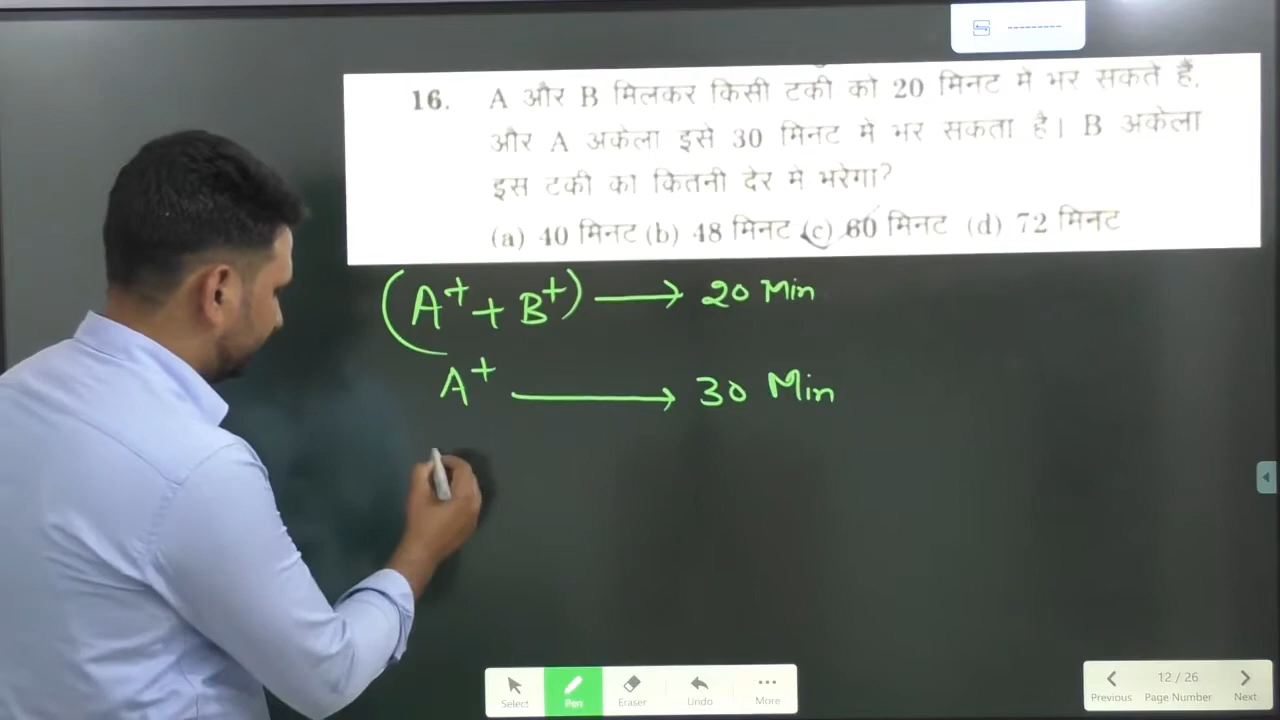 16. A और B मिलकर किसी टंकी को 20 मिनट में भर सकते हैं,
और A अकेला इसे 30 मिनट में भर सकता है। B अकेला
इस टंकी को कितनी देर में भरेगा?
(a) 40 मिनट (b) 48 मिनट (c) 60 मिनट (d) 72 मिनट
(A+ + B+) → 20 Min
A+ → 30 Min
Select Pen Eraser Undo More
12 / 26
Previous Page Number Next